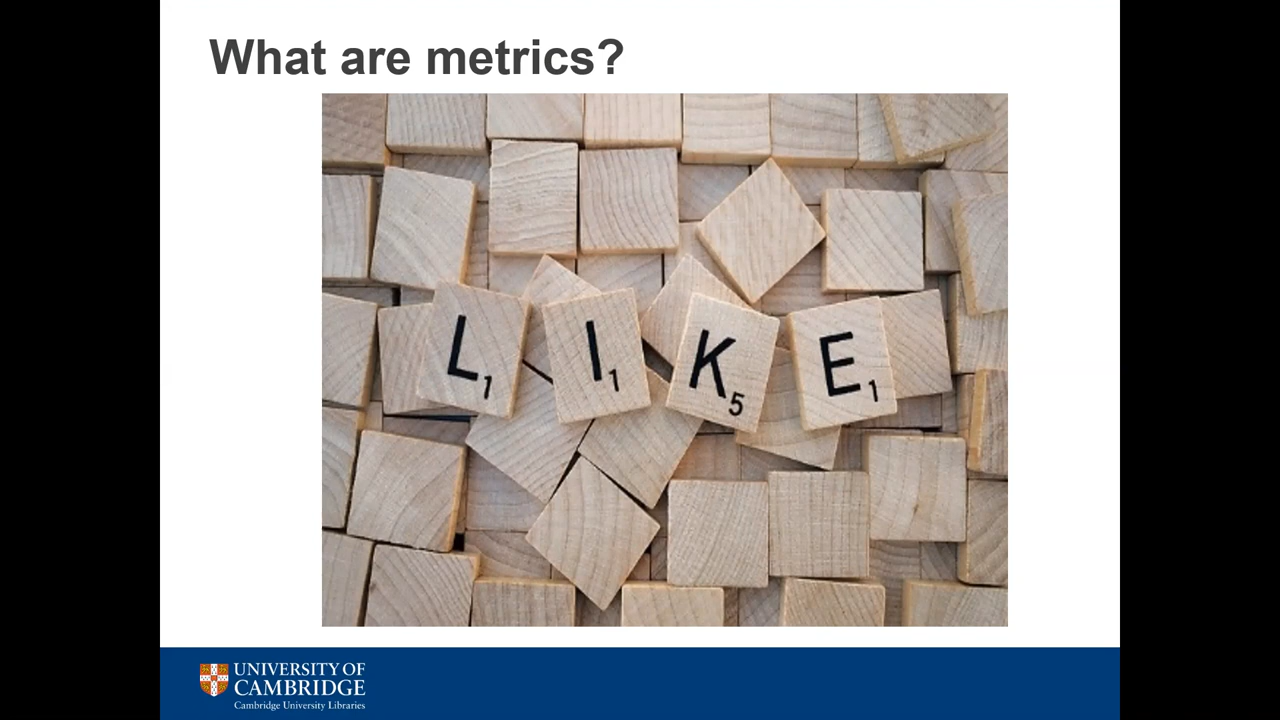 What are metrics?
L1 I1 K5 E1
UNIVERSITY OF
CAMBRIDGE
Cambridge University Libraries